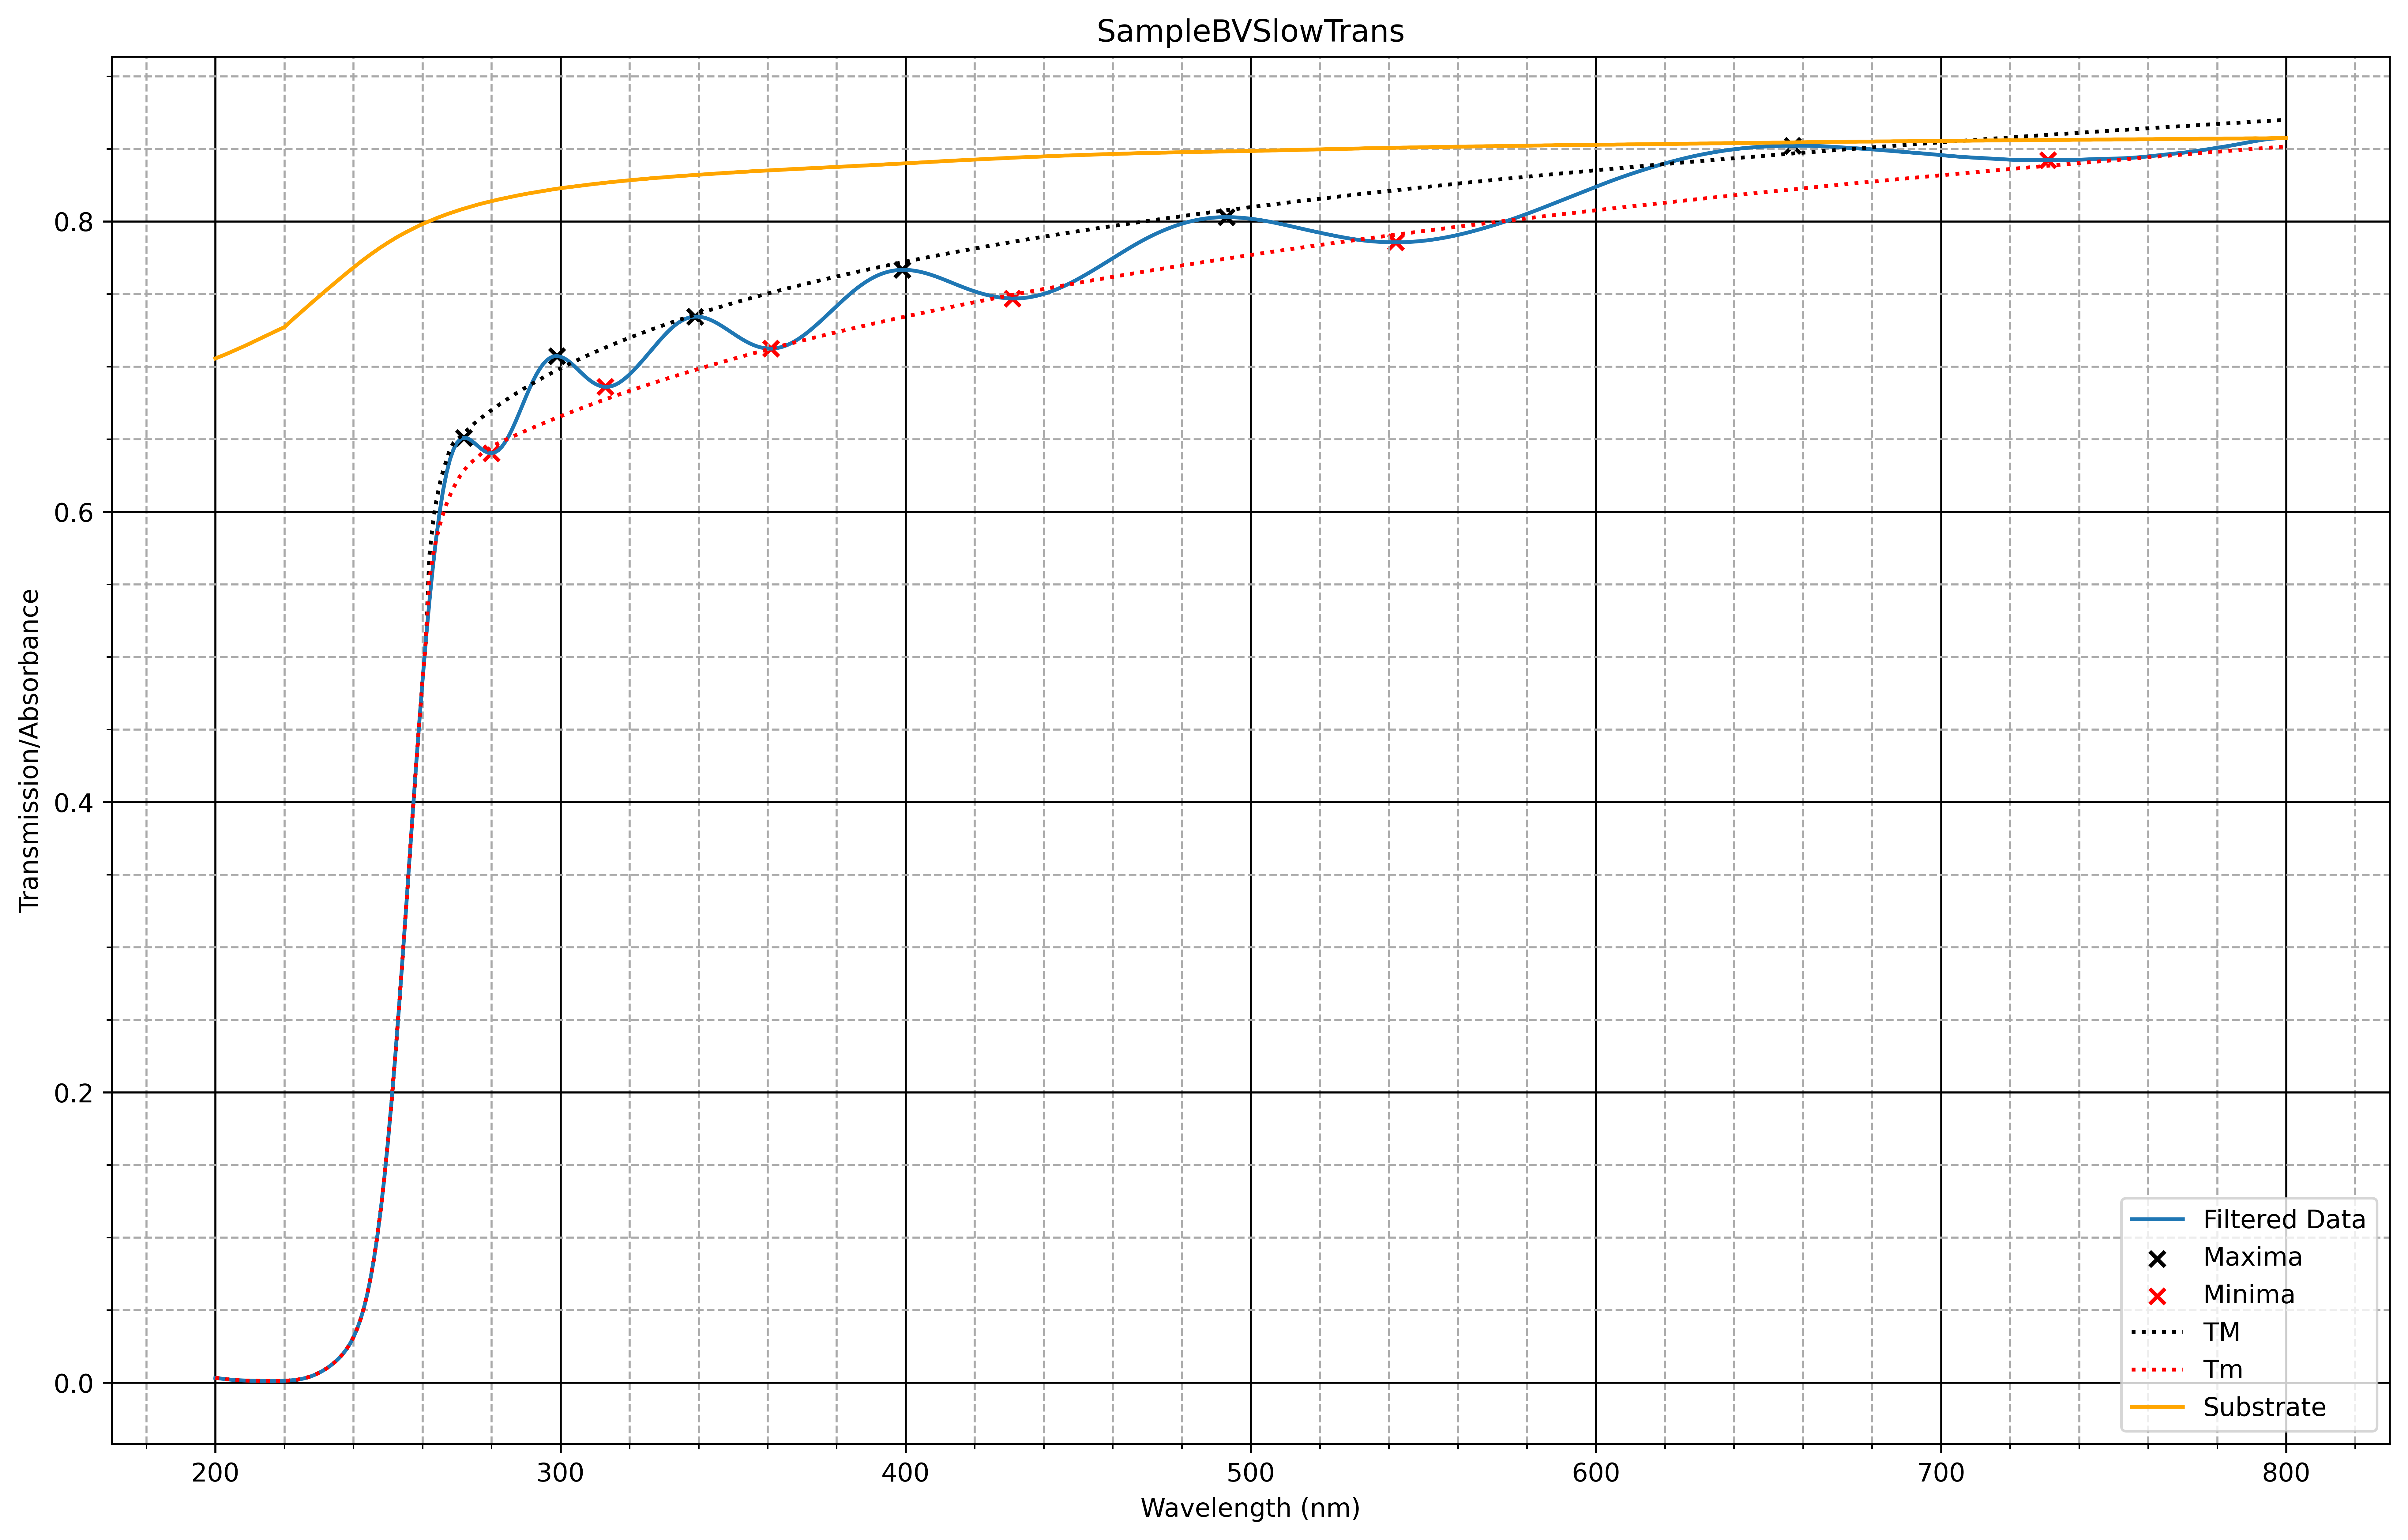 SampleBVSlowTrans
Transmission/Absorbance
0.8
0.6
0.4
0.2
0.0
200 300 400 500 600 700 800
Wavelength (nm)
Filtered Data
Maxima
Minima
TM
Tm
Substrate